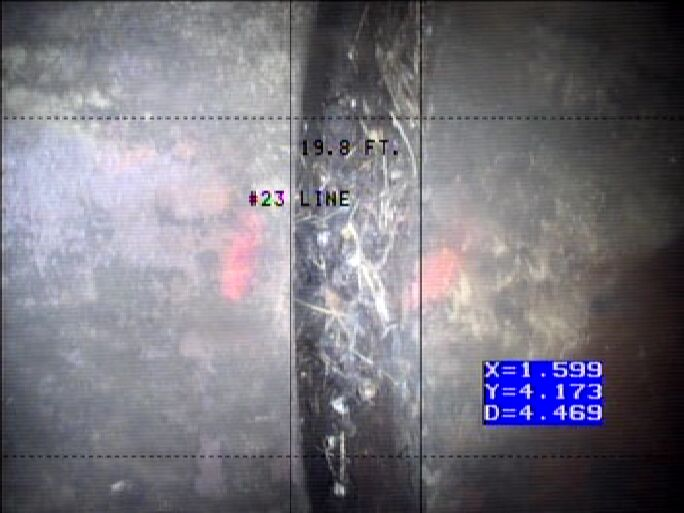 19.8 FT.
#23 LINE
X=1.599
Y=4.173
D=4.469